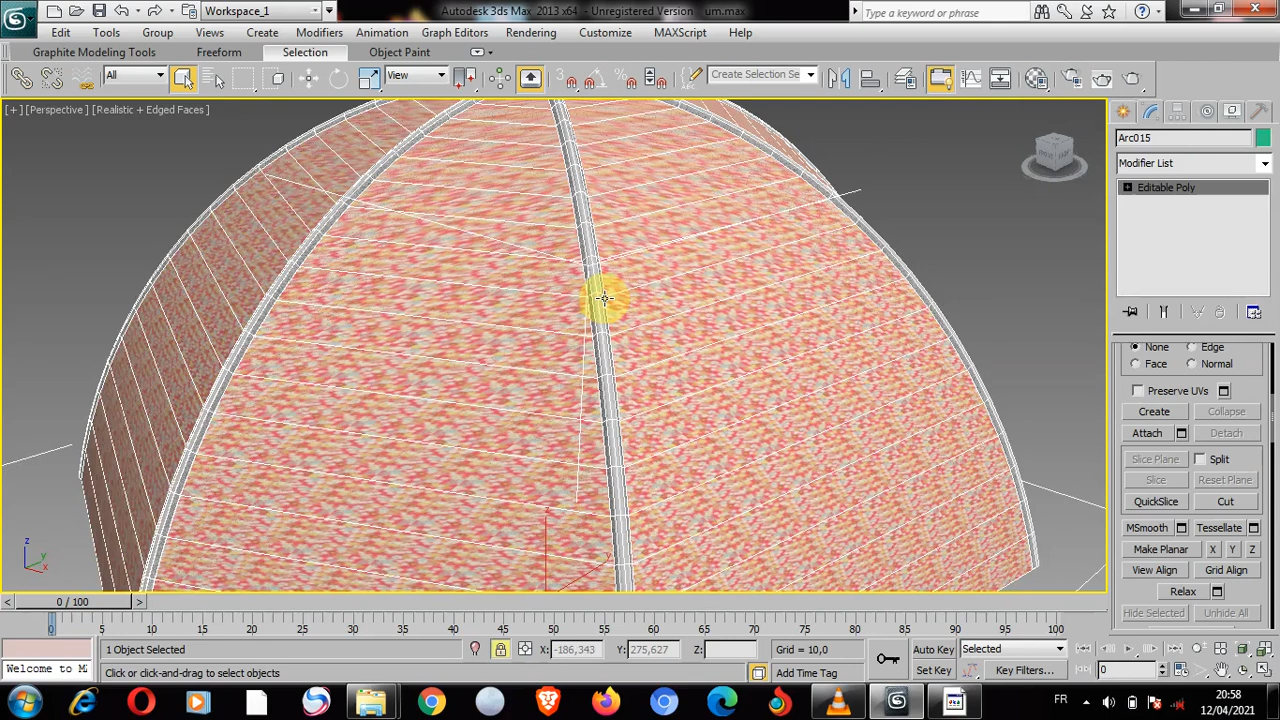 Workspace_1
Autodesk 3ds Max 2013 x64 - Unregistered Version um.max
Type a keyword or phrase
Edit Tools Group Views Create Modifiers Animation Graph Editors Rendering Customize MAXScript Help
Graphite Modeling Tools Freeform Selection Object Paint
All View 3 Create Selection Se
[+] [Perspective] [Realistic + Edged Faces]
Arc015
Modifier List
Editable Poly
None Edge
Face Normal
Preserve UVs
Create Collapse
Attach Detach
Slice Plane Split
Slice Reset Plane
QuickSlice Cut
MSmooth Tessellate
Make Planar X Y Z
View Align Grid Align
Relax
Hide Selected Unhide All
z
y
z
y
x
0 / 100
0 5 10 15 20 25 30 35 40 45 50 55 60 65 70 75 80 85 90 95 100
1 Object Selected X: -186,343 Y: 275,627 Z: Grid = 10,0 Auto Key Selected
Welcome to M Click or click-and-drag to select objects Add Time Tag Set Key Key Filters... 0
FR 20:58
12/04/2021